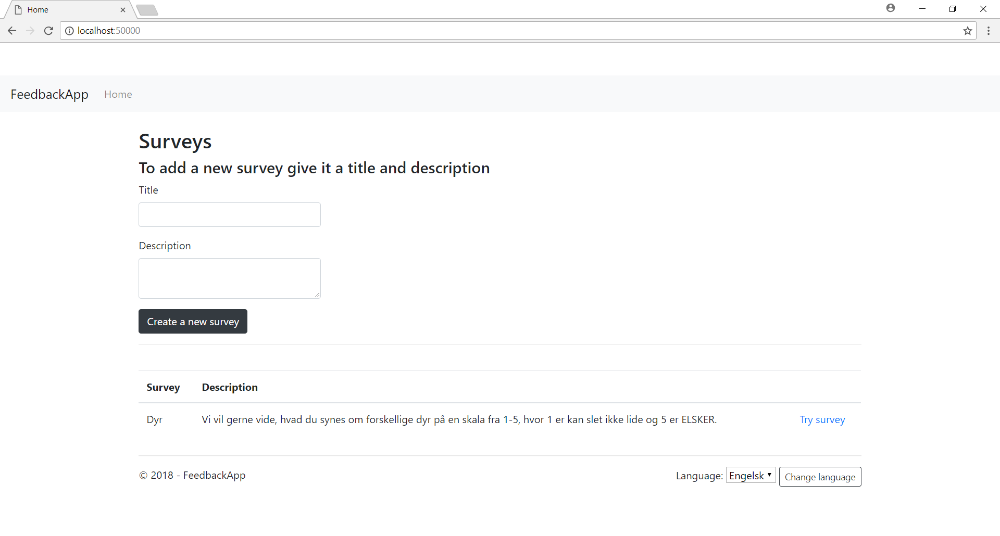 Home
localhost:50000
FeedbackApp Home
Surveys
To add a new survey give it a title and description
Title
Description
Create a new survey
Survey Description
Dyr Vi vil gerne vide, hvad du synes om forskellige dyr på en skala fra 1-5, hvor 1 er kan slet ikke lide og 5 er ELSKER. Try survey
© 2018 - FeedbackApp Language: Engelsk Change language